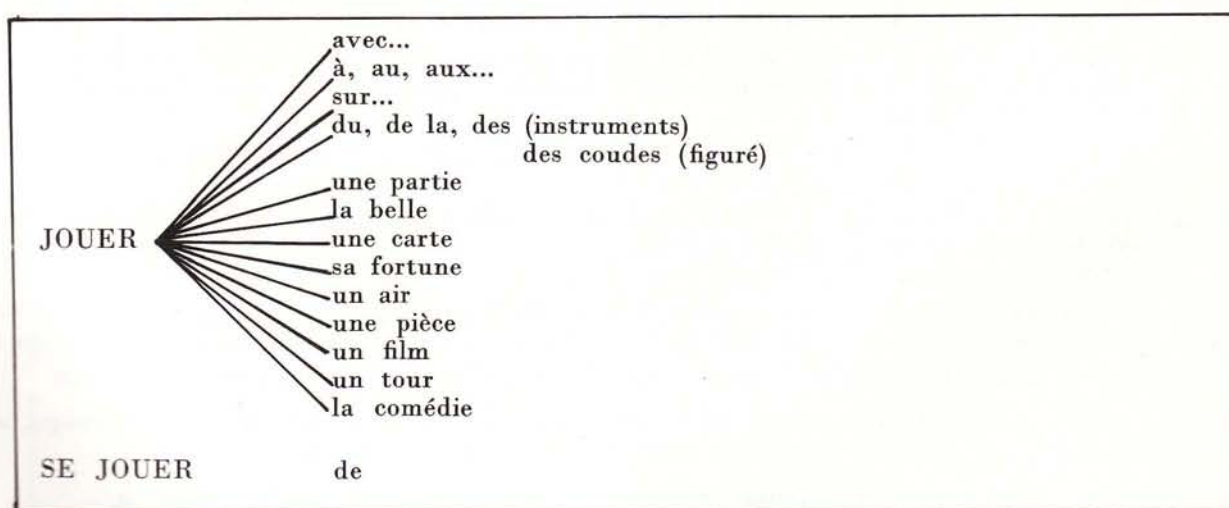 avec...
à, au, aux...
sur...
du, de la, des (instruments)
des coudes (figuré)
une partie
la belle
JOUER une carte
sa fortune
un air
une pièce
un film
un tour
la comédie
SE JOUER de